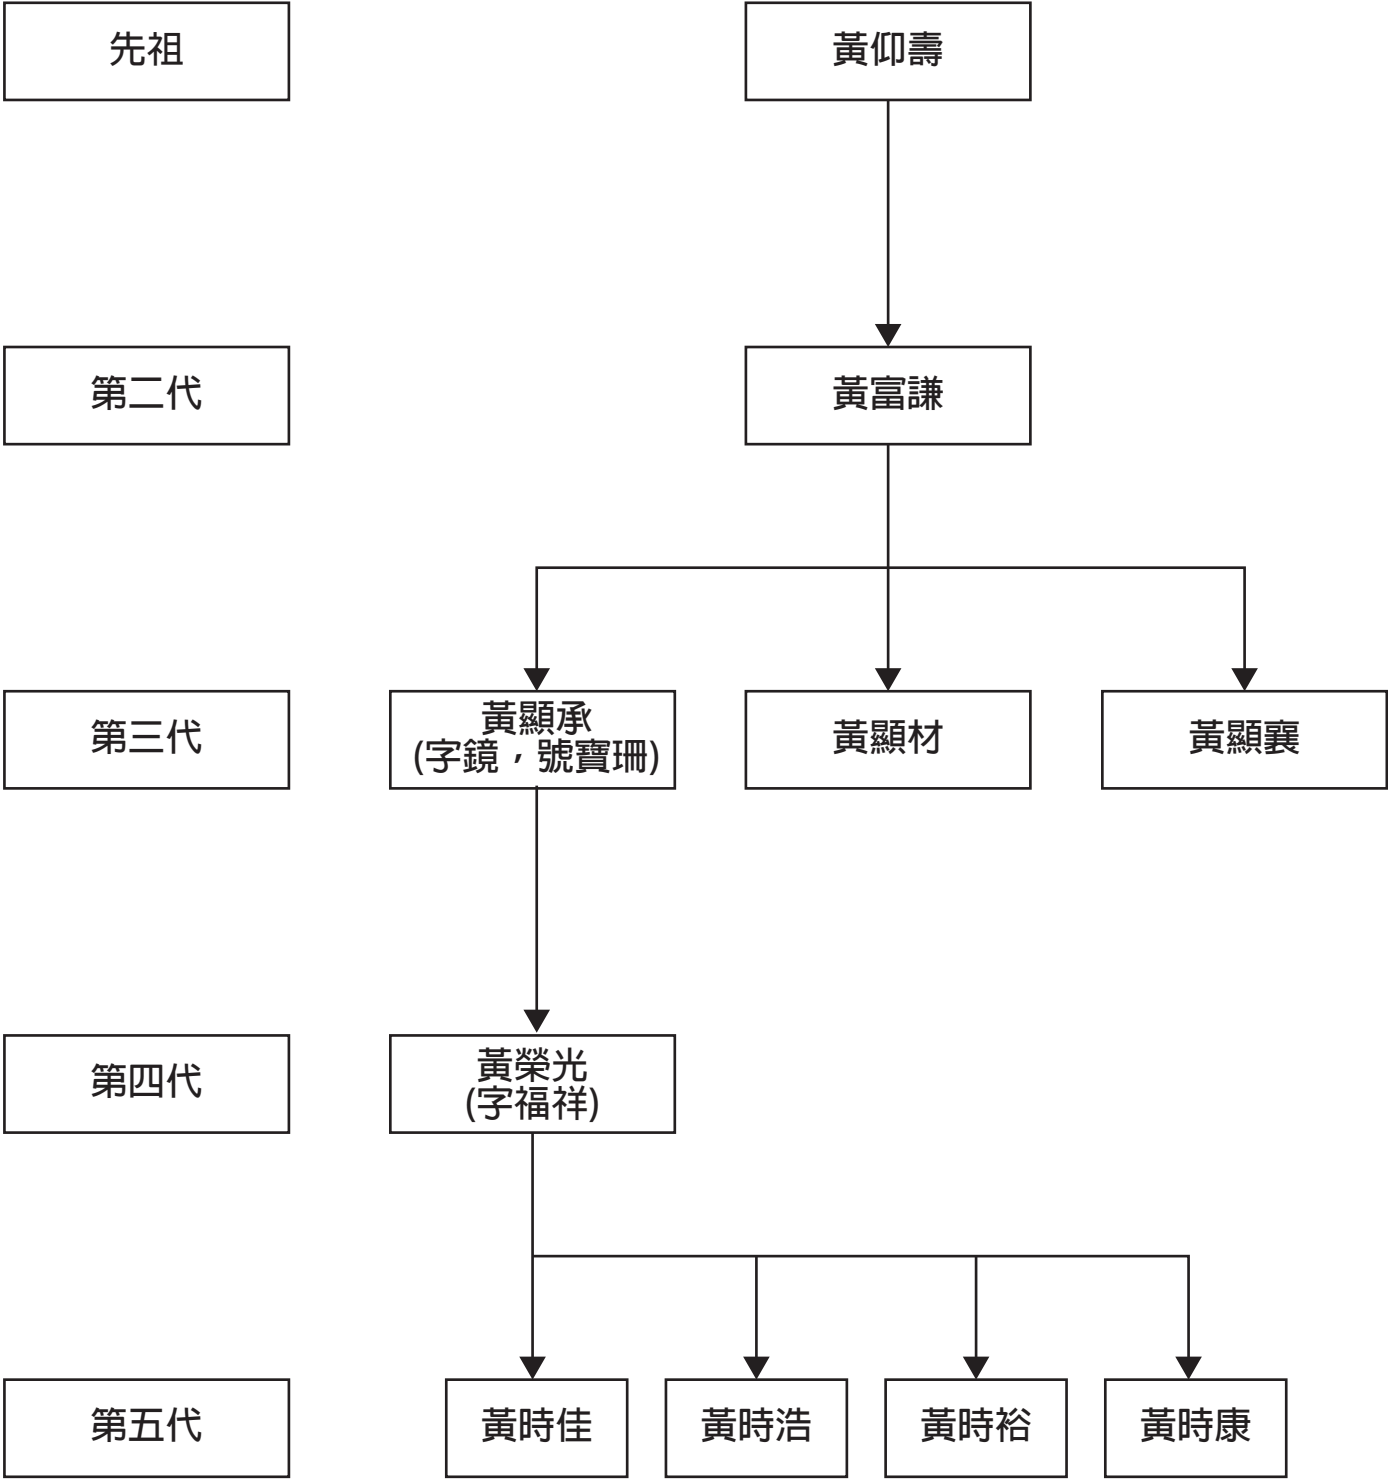 先祖
黃仰壽
第二代
黃富謙
第三代
黃顯承
(字鏡，號寶珊)
黃顯材
黃顯襄
第四代
黃榮光
(字福祥)
第五代
黃時佳
黃時浩
黃時裕
黃時康